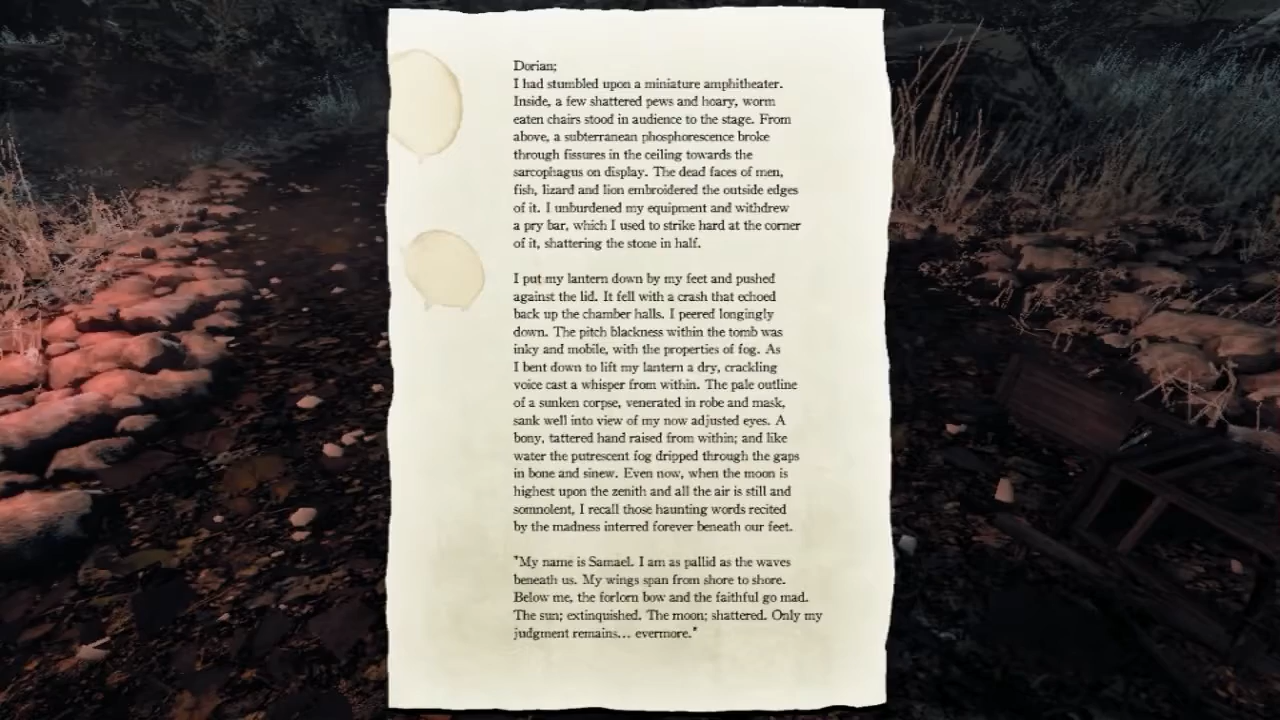 Dorian;
I had stumbled upon a miniature amphitheater.
Inside, a few shattered pews and hoary, worm
eaten chairs stood in audience to the stage. From
above, a subterranean phosphorescence broke
through fissures in the ceiling towards the
sarcophagus on display. The dead faces of men,
fish, lizard and lion embroidered the outside edges
of it. I unburdened my equipment and withdrew
a pry bar, which I used to strike hard at the corner
of it, shattering the stone in half.
I put my lantern down by my feet and pushed
against the lid. It fell with a crash that echoed
back up the chamber halls. I peered longingly
down. The pitch blackness within the tomb was
inky and mobile, with the properties of fog. As
I bent down to lift my lantern a dry, crackling
voice cast a whisper from within. The pale outline
of a sunken corpse, venerated in robe and mask,
sank well into view of my now adjusted eyes. A
bony, tattered hand raised from within; and like
water the putrescent fog dripped through the gaps
in bone and sinew. Even now, when the moon is
highest upon the zenith and all the air is still and
somnolent, I recall those haunting words recited
by the madness interred forever beneath our feet.
"My name is Samael. I am as pallid as the waves
beneath us. My wings span from shore to shore.
Below me, the forlorn bow and the faithful go mad.
The sun; extinguished. The moon; shattered. Only my
judgment remains... evermore."